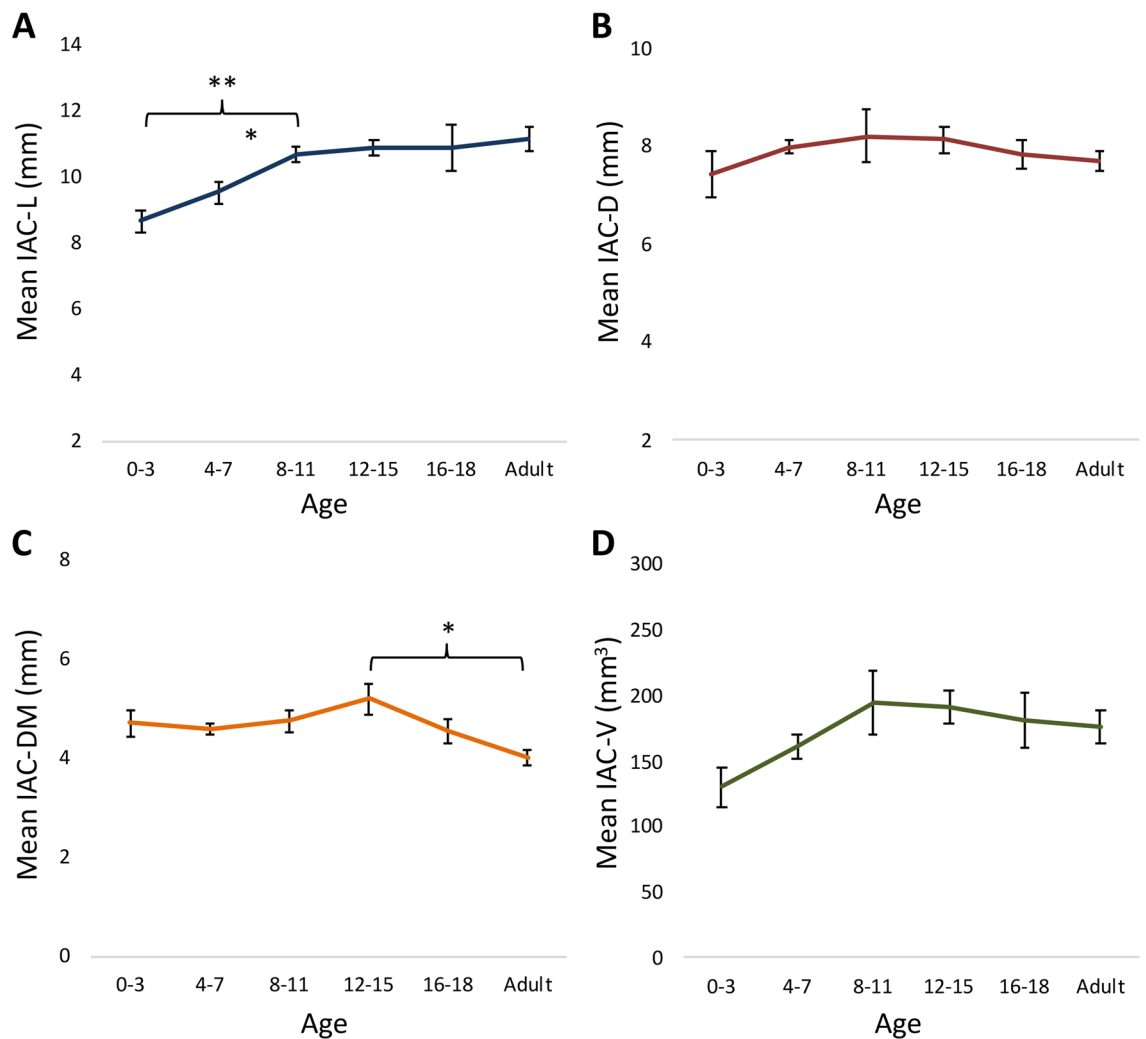 A
Mean IAC-L (mm)
14
12
10
8
6
4
2
**
*
0-3 4-7 8-11 12-15 16-18 Adult
Age
B
Mean IAC-D (mm)
10
8
6
4
2
0-3 4-7 8-11 12-15 16-18 Adult
Age
C
Mean IAC-DM (mm)
8
6
4
2
0
*
0-3 4-7 8-11 12-15 16-18 Adult
Age
D
Mean IAC-V (mm³)
300
250
200
150
100
50
0
0-3 4-7 8-11 12-15 16-18 Adult
Age